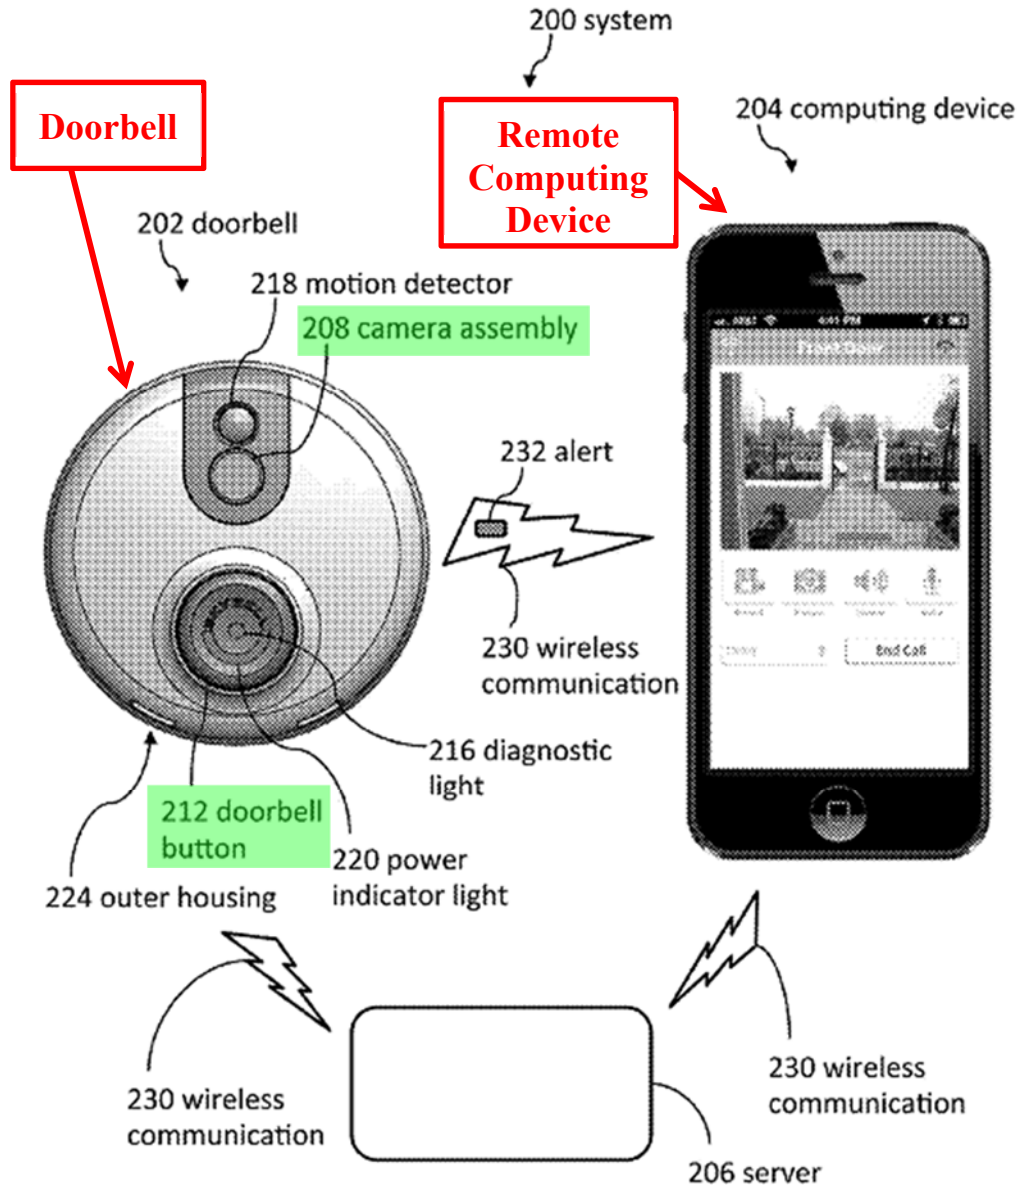 200 system
Doorbell
Remote
Computing
Device
204 computing device
202 doorbell
218 motion detector
208 camera assembly
232 alert
230 wireless
communication
216 diagnostic
light
212 doorbell
button
220 power
indicator light
224 outer housing
End Call
230 wireless
communication
230 wireless
communication
206 server